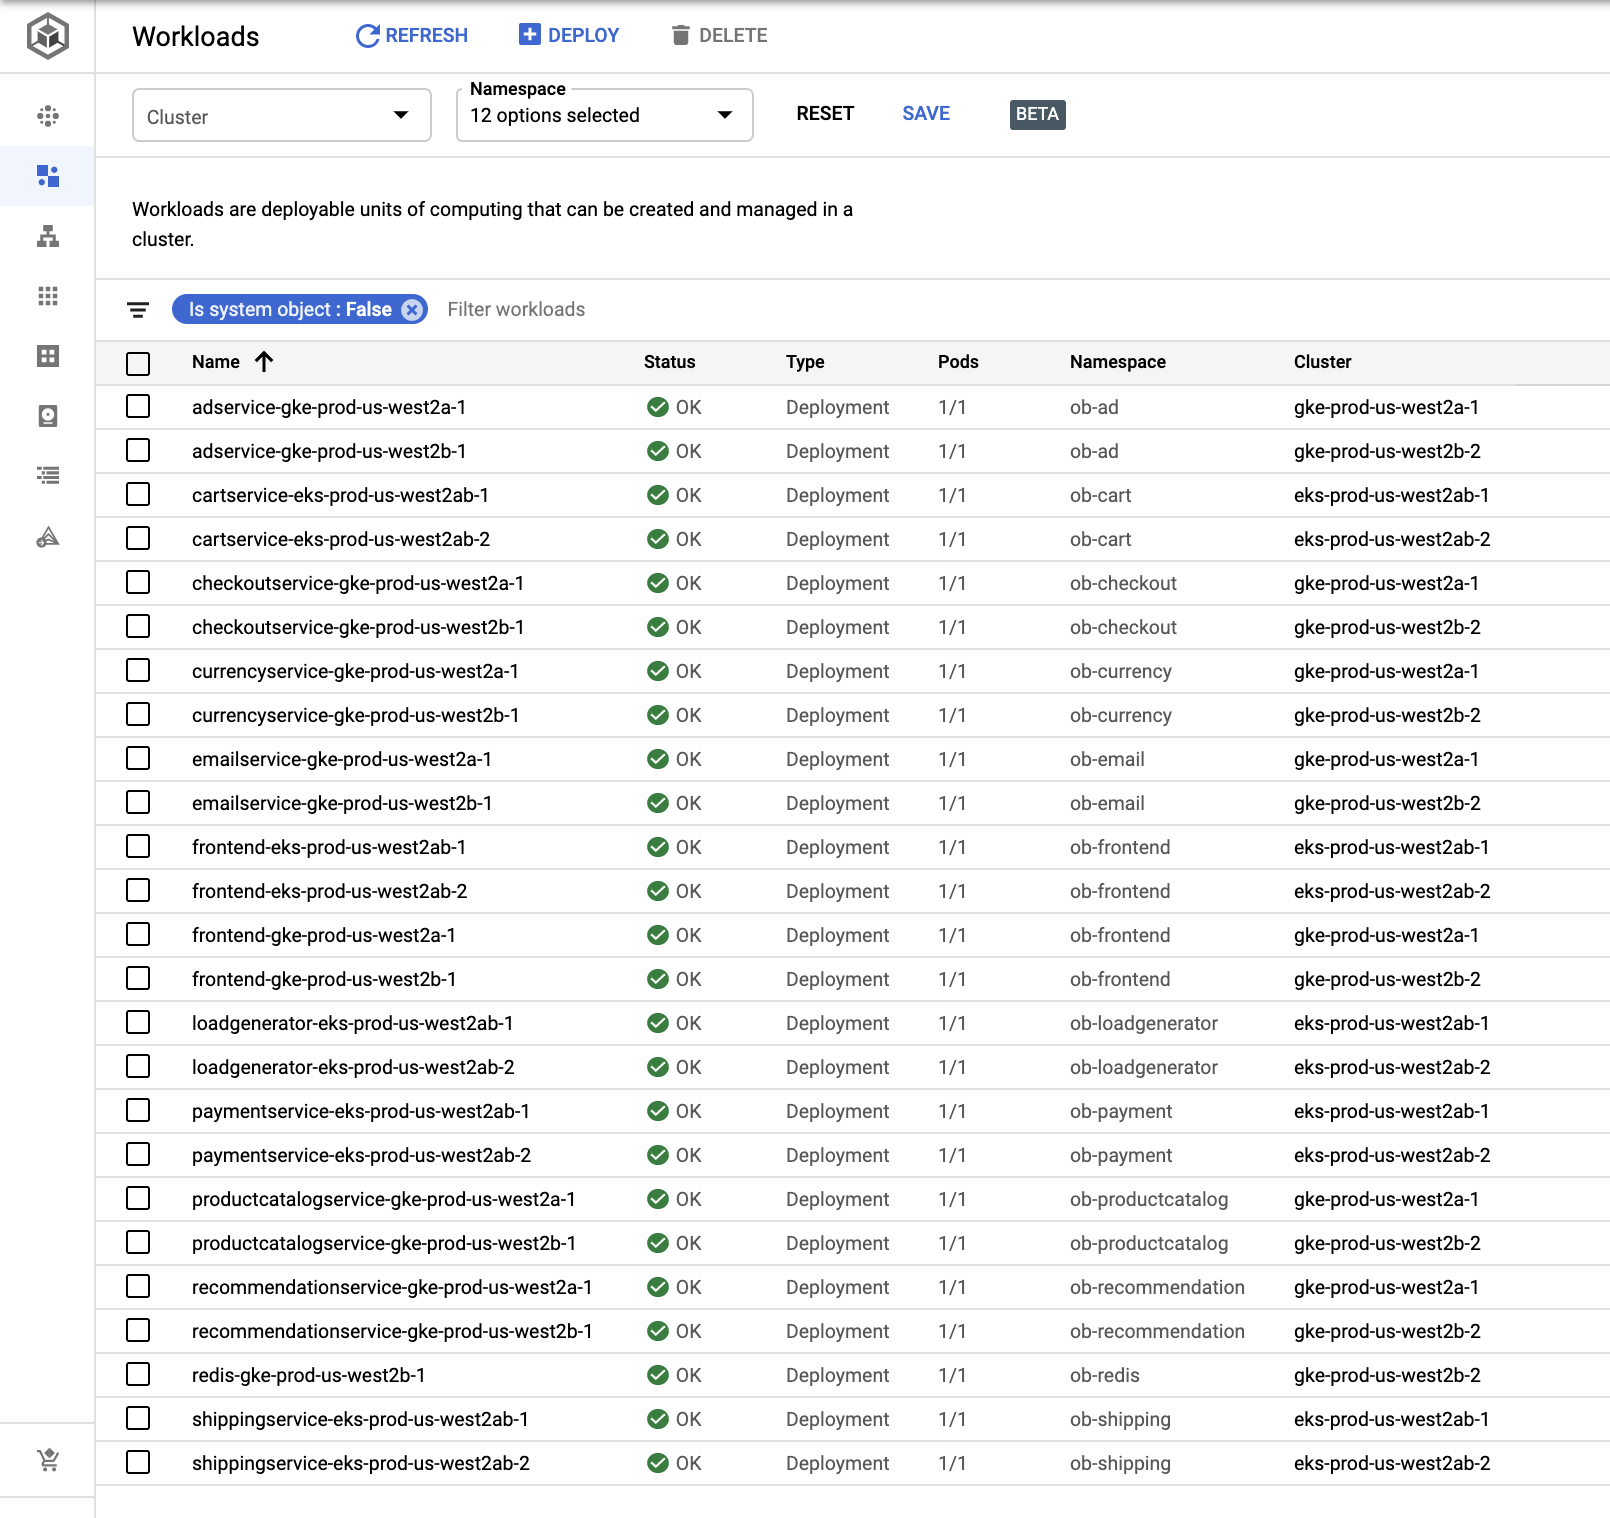 Workloads REFRESH DEPLOY DELETE
Namespace
Cluster 12 options selected RESET SAVE BETA
Workloads are deployable units of computing that can be created and managed in a
cluster.
Is system object : False Filter workloads
Name Status Type Pods Namespace Cluster
adservice-gke-prod-us-west2a-1 OK Deployment 1/1 ob-ad gke-prod-us-west2a-1
adservice-gke-prod-us-west2b-1 OK Deployment 1/1 ob-ad gke-prod-us-west2b-2
cartservice-eks-prod-us-west2ab-1 OK Deployment 1/1 ob-cart eks-prod-us-west2ab-1
cartservice-eks-prod-us-west2ab-2 OK Deployment 1/1 ob-cart eks-prod-us-west2ab-2
checkoutservice-gke-prod-us-west2a-1 OK Deployment 1/1 ob-checkout gke-prod-us-west2a-1
checkoutservice-gke-prod-us-west2b-1 OK Deployment 1/1 ob-checkout gke-prod-us-west2b-2
currencyservice-gke-prod-us-west2a-1 OK Deployment 1/1 ob-currency gke-prod-us-west2a-1
currencyservice-gke-prod-us-west2b-1 OK Deployment 1/1 ob-currency gke-prod-us-west2b-2
emailservice-gke-prod-us-west2a-1 OK Deployment 1/1 ob-email gke-prod-us-west2a-1
emailservice-gke-prod-us-west2b-1 OK Deployment 1/1 ob-email gke-prod-us-west2b-2
frontend-eks-prod-us-west2ab-1 OK Deployment 1/1 ob-frontend eks-prod-us-west2ab-1
frontend-eks-prod-us-west2ab-2 OK Deployment 1/1 ob-frontend eks-prod-us-west2ab-2
frontend-gke-prod-us-west2a-1 OK Deployment 1/1 ob-frontend gke-prod-us-west2a-1
frontend-gke-prod-us-west2b-1 OK Deployment 1/1 ob-frontend gke-prod-us-west2b-2
loadgenerator-eks-prod-us-west2ab-1 OK Deployment 1/1 ob-loadgenerator eks-prod-us-west2ab-1
loadgenerator-eks-prod-us-west2ab-2 OK Deployment 1/1 ob-loadgenerator eks-prod-us-west2ab-2
paymentservice-eks-prod-us-west2ab-1 OK Deployment 1/1 ob-payment eks-prod-us-west2ab-1
paymentservice-eks-prod-us-west2ab-2 OK Deployment 1/1 ob-payment eks-prod-us-west2ab-2
productcatalogservice-gke-prod-us-west2a-1 OK Deployment 1/1 ob-productcatalog gke-prod-us-west2a-1
productcatalogservice-gke-prod-us-west2b-1 OK Deployment 1/1 ob-productcatalog gke-prod-us-west2b-2
recommendationservice-gke-prod-us-west2a-1 OK Deployment 1/1 ob-recommendation gke-prod-us-west2a-1
recommendationservice-gke-prod-us-west2b-1 OK Deployment 1/1 ob-recommendation gke-prod-us-west2b-2
redis-gke-prod-us-west2b-1 OK Deployment 1/1 ob-redis gke-prod-us-west2b-2
shippingservice-eks-prod-us-west2ab-1 OK Deployment 1/1 ob-shipping eks-prod-us-west2ab-1
shippingservice-eks-prod-us-west2ab-2 OK Deployment 1/1 ob-shipping eks-prod-us-west2ab-2